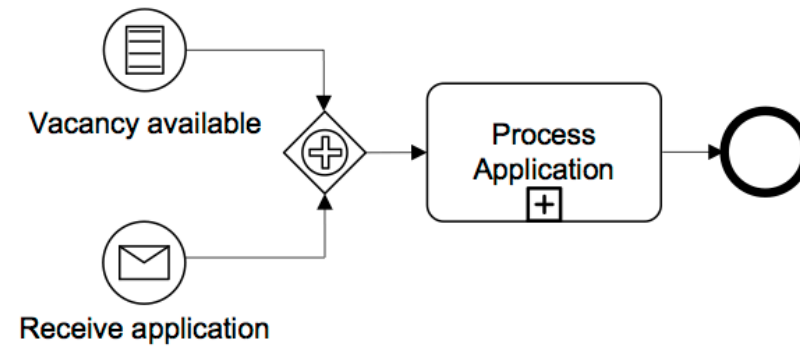 Vacancy available
Process
Application
Receive application